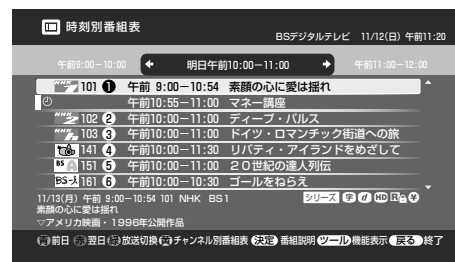 時刻別番組表
BSデジタルテレビ 11/12(日) 午前11:20
午前9:00-10:00 明日午前10:00-11:00 午前11:00-12:00
NHK 101 1 午前 9:00-10:54 素顔の心に愛は揺れ
午前10:55-11:00 マネー講座
NHK 102 2 午前10:00-11:00 ディープ・パルス
NHK 103 3 午前10:00-11:00 ドイツ・ロマンチック街道への旅
141 4 午前10:00-11:30 リバティ・アイランドをめざして
BS 151 5 午前10:00-11:00 20世紀の達人列伝
BS-i 161 6 午前10:00-10:30 ゴールをねらえ
11/13(月) 午前 9:00-10:54 101 NHK BS1 シリーズ 字 d HD R ¥
素顔の心に愛は揺れ
▽アメリカ映画・1996年公開作品
青前日 赤翌日 緑放送切換 黄チャンネル別番組表 決定 番組説明 ツール 機能表示 戻る 終了